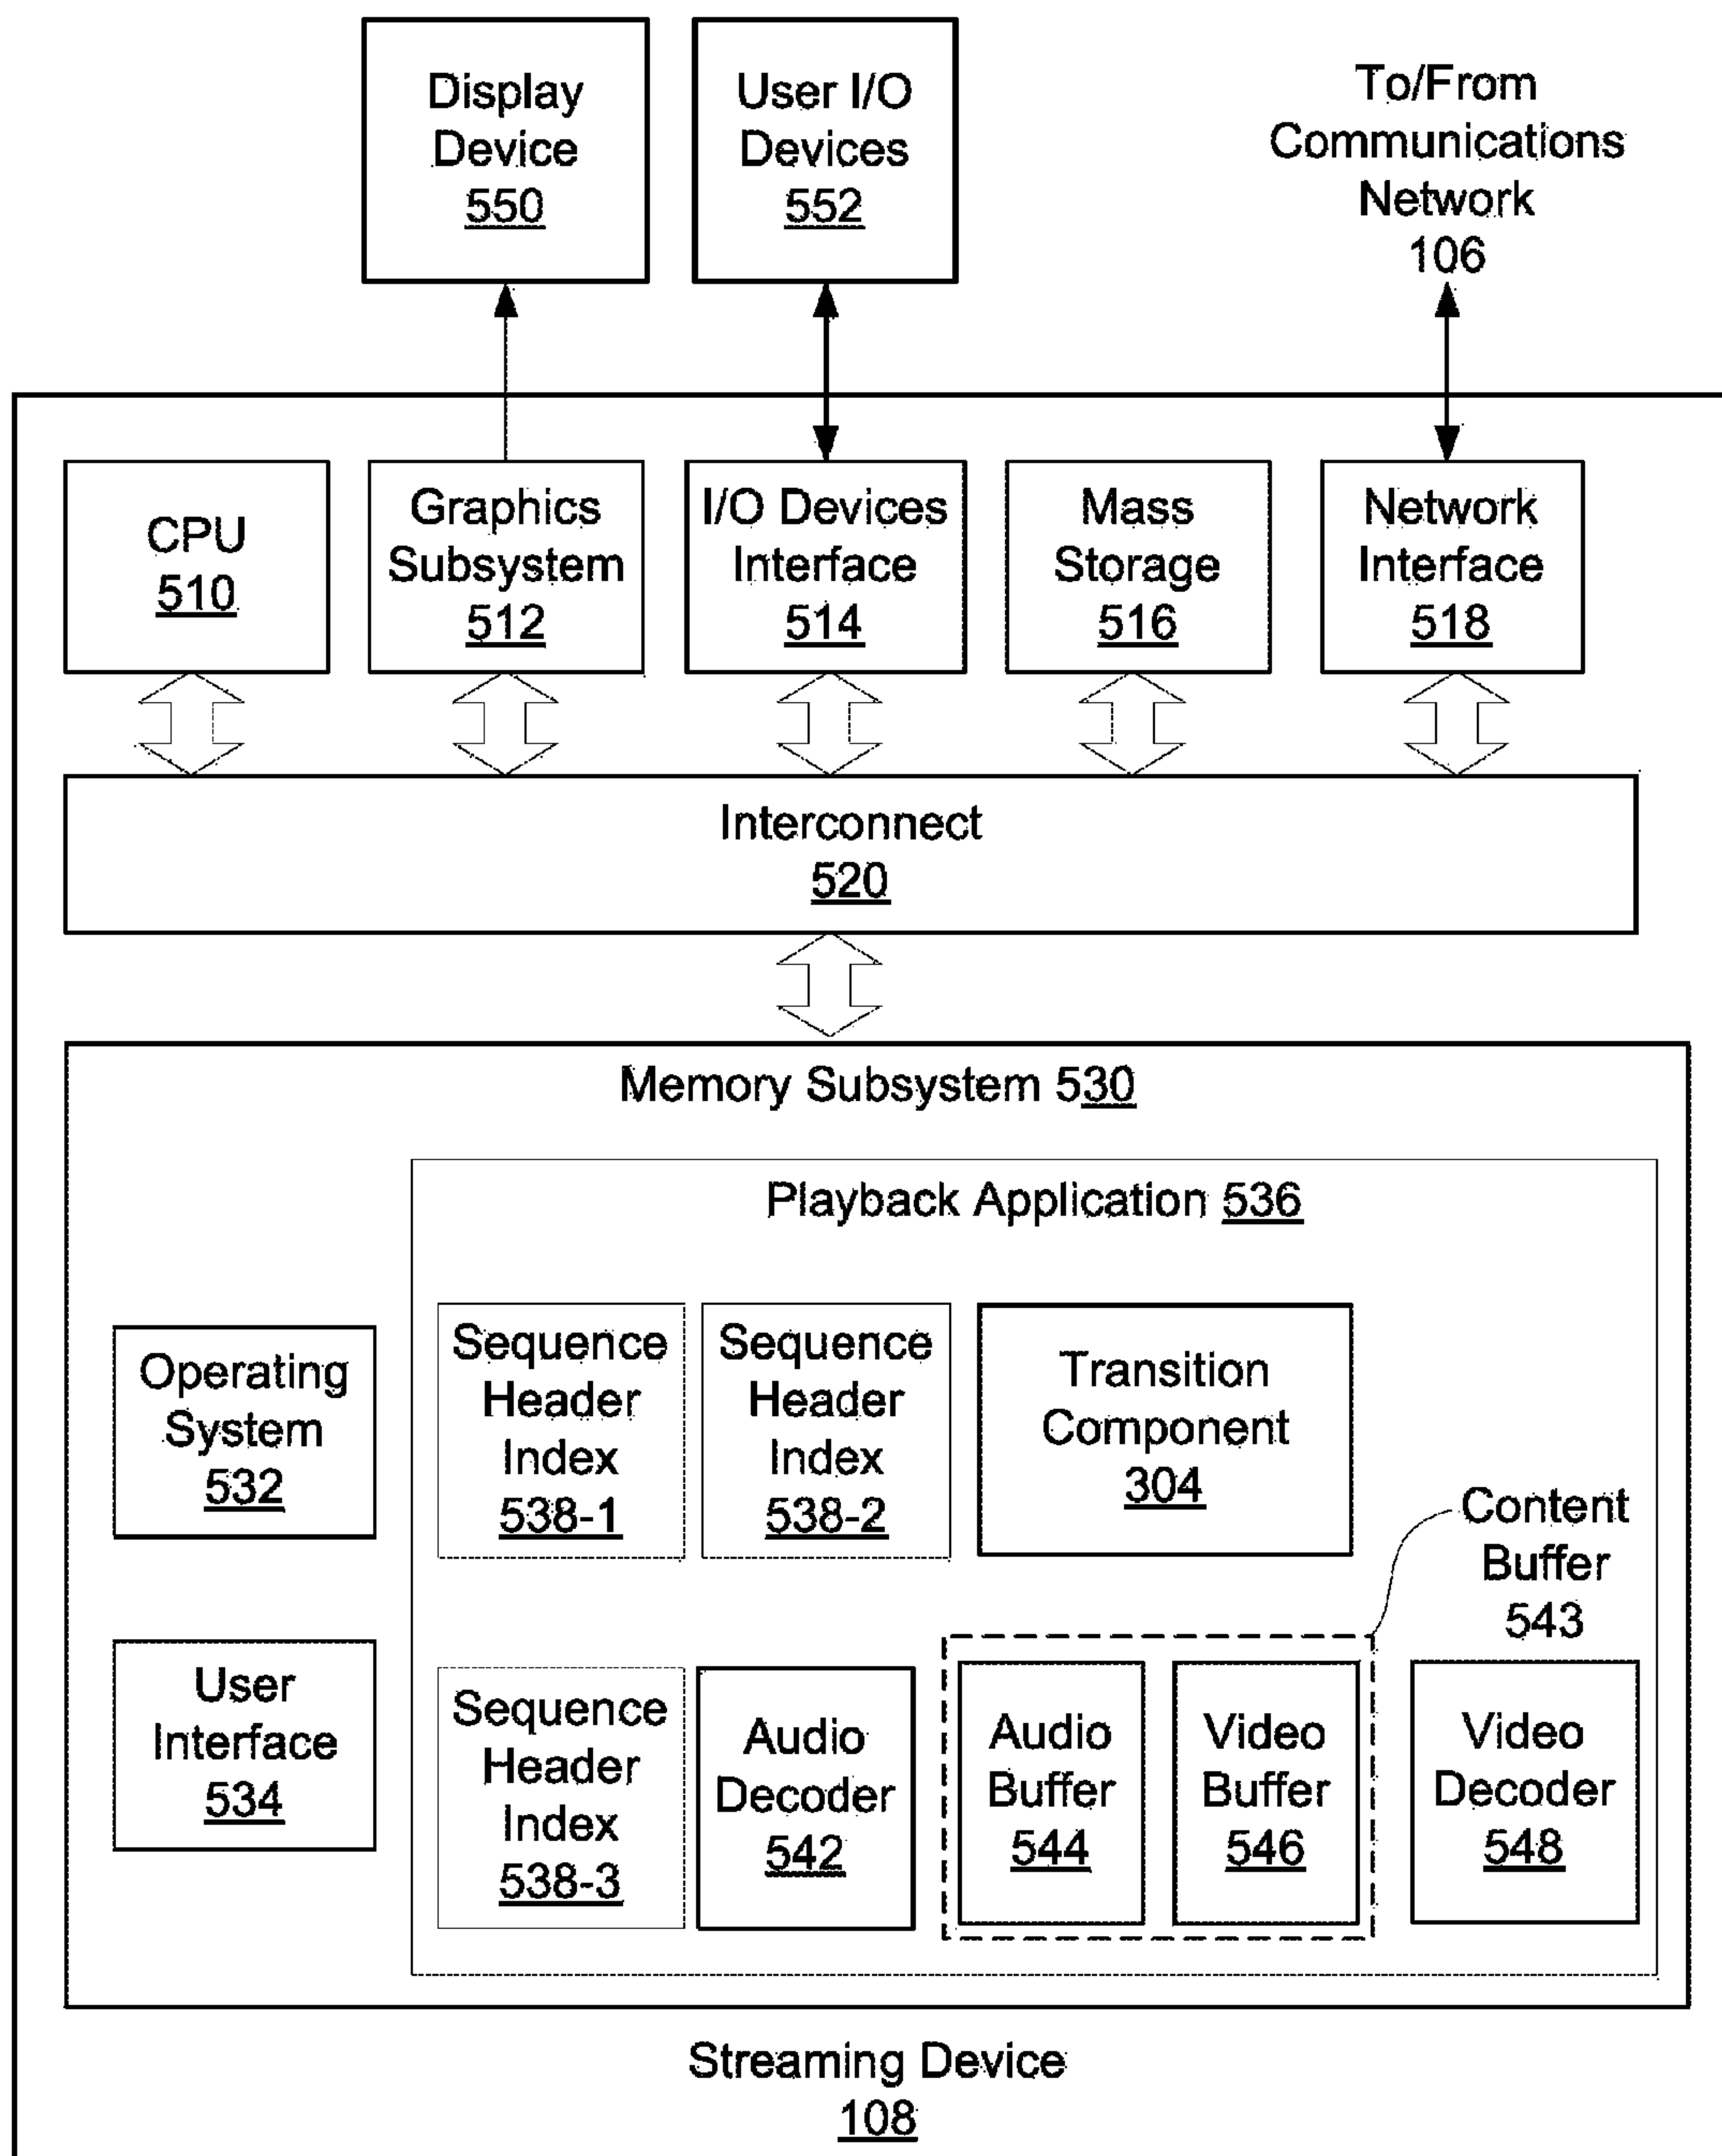 Display
Device
550
User I/O
Devices
552
To/From
Communications
Network
106
CPU
510
Graphics
Subsystem
512
I/O Devices
Interface
514
Mass
Storage
516
Network
Interface
518
Interconnect
520
Memory Subsystem 530
Playback Application 536
Operating
System
532
Sequence
Header
Index
538-1
Sequence
Header
Index
538-2
Transition
Component
304
Content
Buffer
543
User
Interface
534
Sequence
Header
Index
538-3
Audio
Decoder
542
Audio
Buffer
544
Video
Buffer
546
Video
Decoder
548
Streaming Device
108